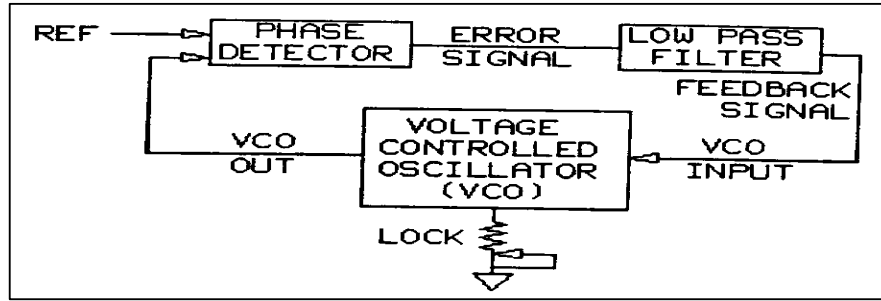 REF
PHASE
DETECTOR
ERROR
SIGNAL
LOW PASS
FILTER
FEEDBACK
SIGNAL
VCO
OUT
VOLTAGE
CONTROLLED
OSCILLATOR
(VCO)
VCO
INPUT
LOCK